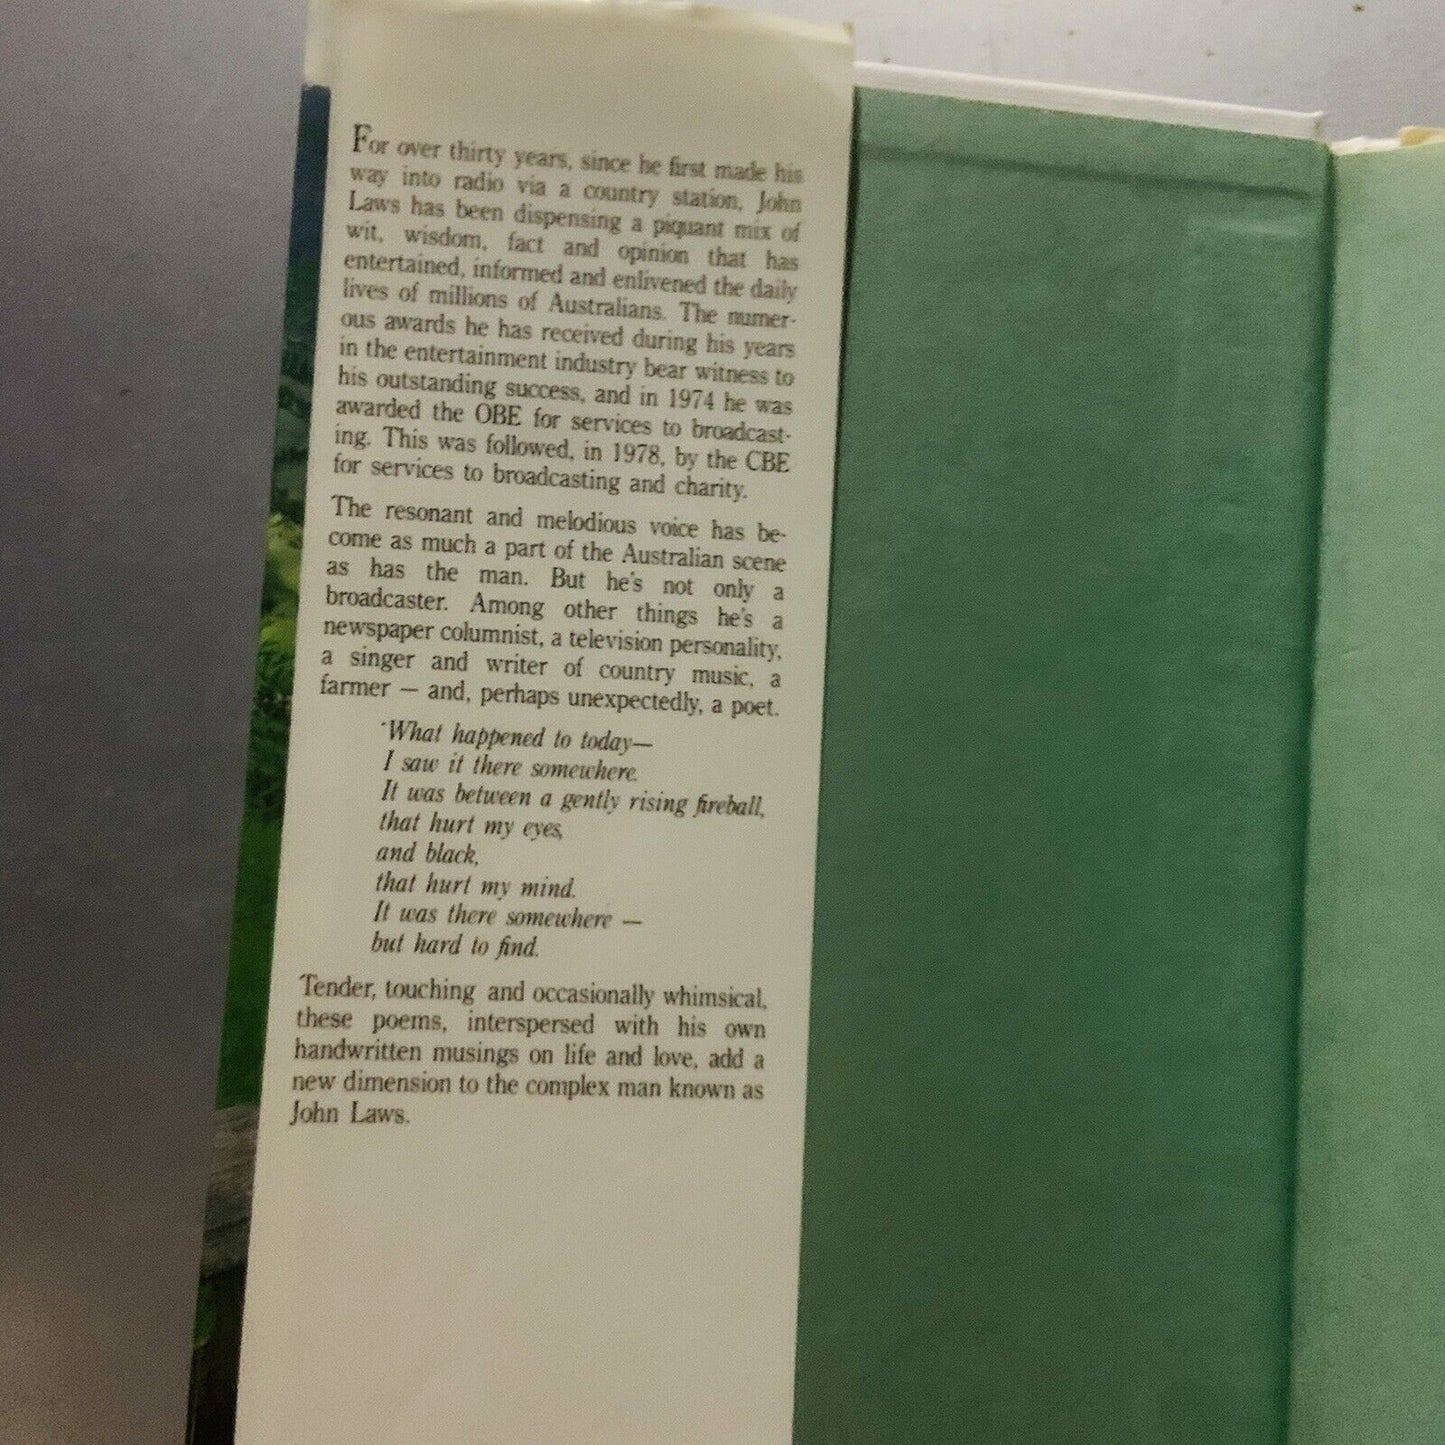 For over thirty years, since he first made his
way into radio via a country station, John
Laws has been dispensing a piquant mix of
wit, wisdom, fact and opinion that has
entertained, informed and enlivened the daily
lives of millions of Australians. The numer-
ous awards he has received during his years
in the entertainment industry bear witness to
his outstanding success, and in 1974 he was
awarded the OBE for services to broadcast-
ing. This was followed, in 1978, by the CBE
for services to broadcasting and charity.
The resonant and melodious voice has be-
come as much a part of the Australian scene
as has the man. But he's not only a
broadcaster. Among other things he's a
newspaper columnist, a television personality,
a singer and writer of country music, a
farmer — and, perhaps unexpectedly, a poet.
'What happened to today—
I saw it there somewhere.
It was between a gently rising fireball,
that hurt my eyes,
and black,
that hurt my mind.
It was there somewhere —
but hard to find.
Tender, touching and occasionally whimsical,
these poems, interspersed with his own
handwritten musings on life and love, add a
new dimension to the complex man known as
John Laws.